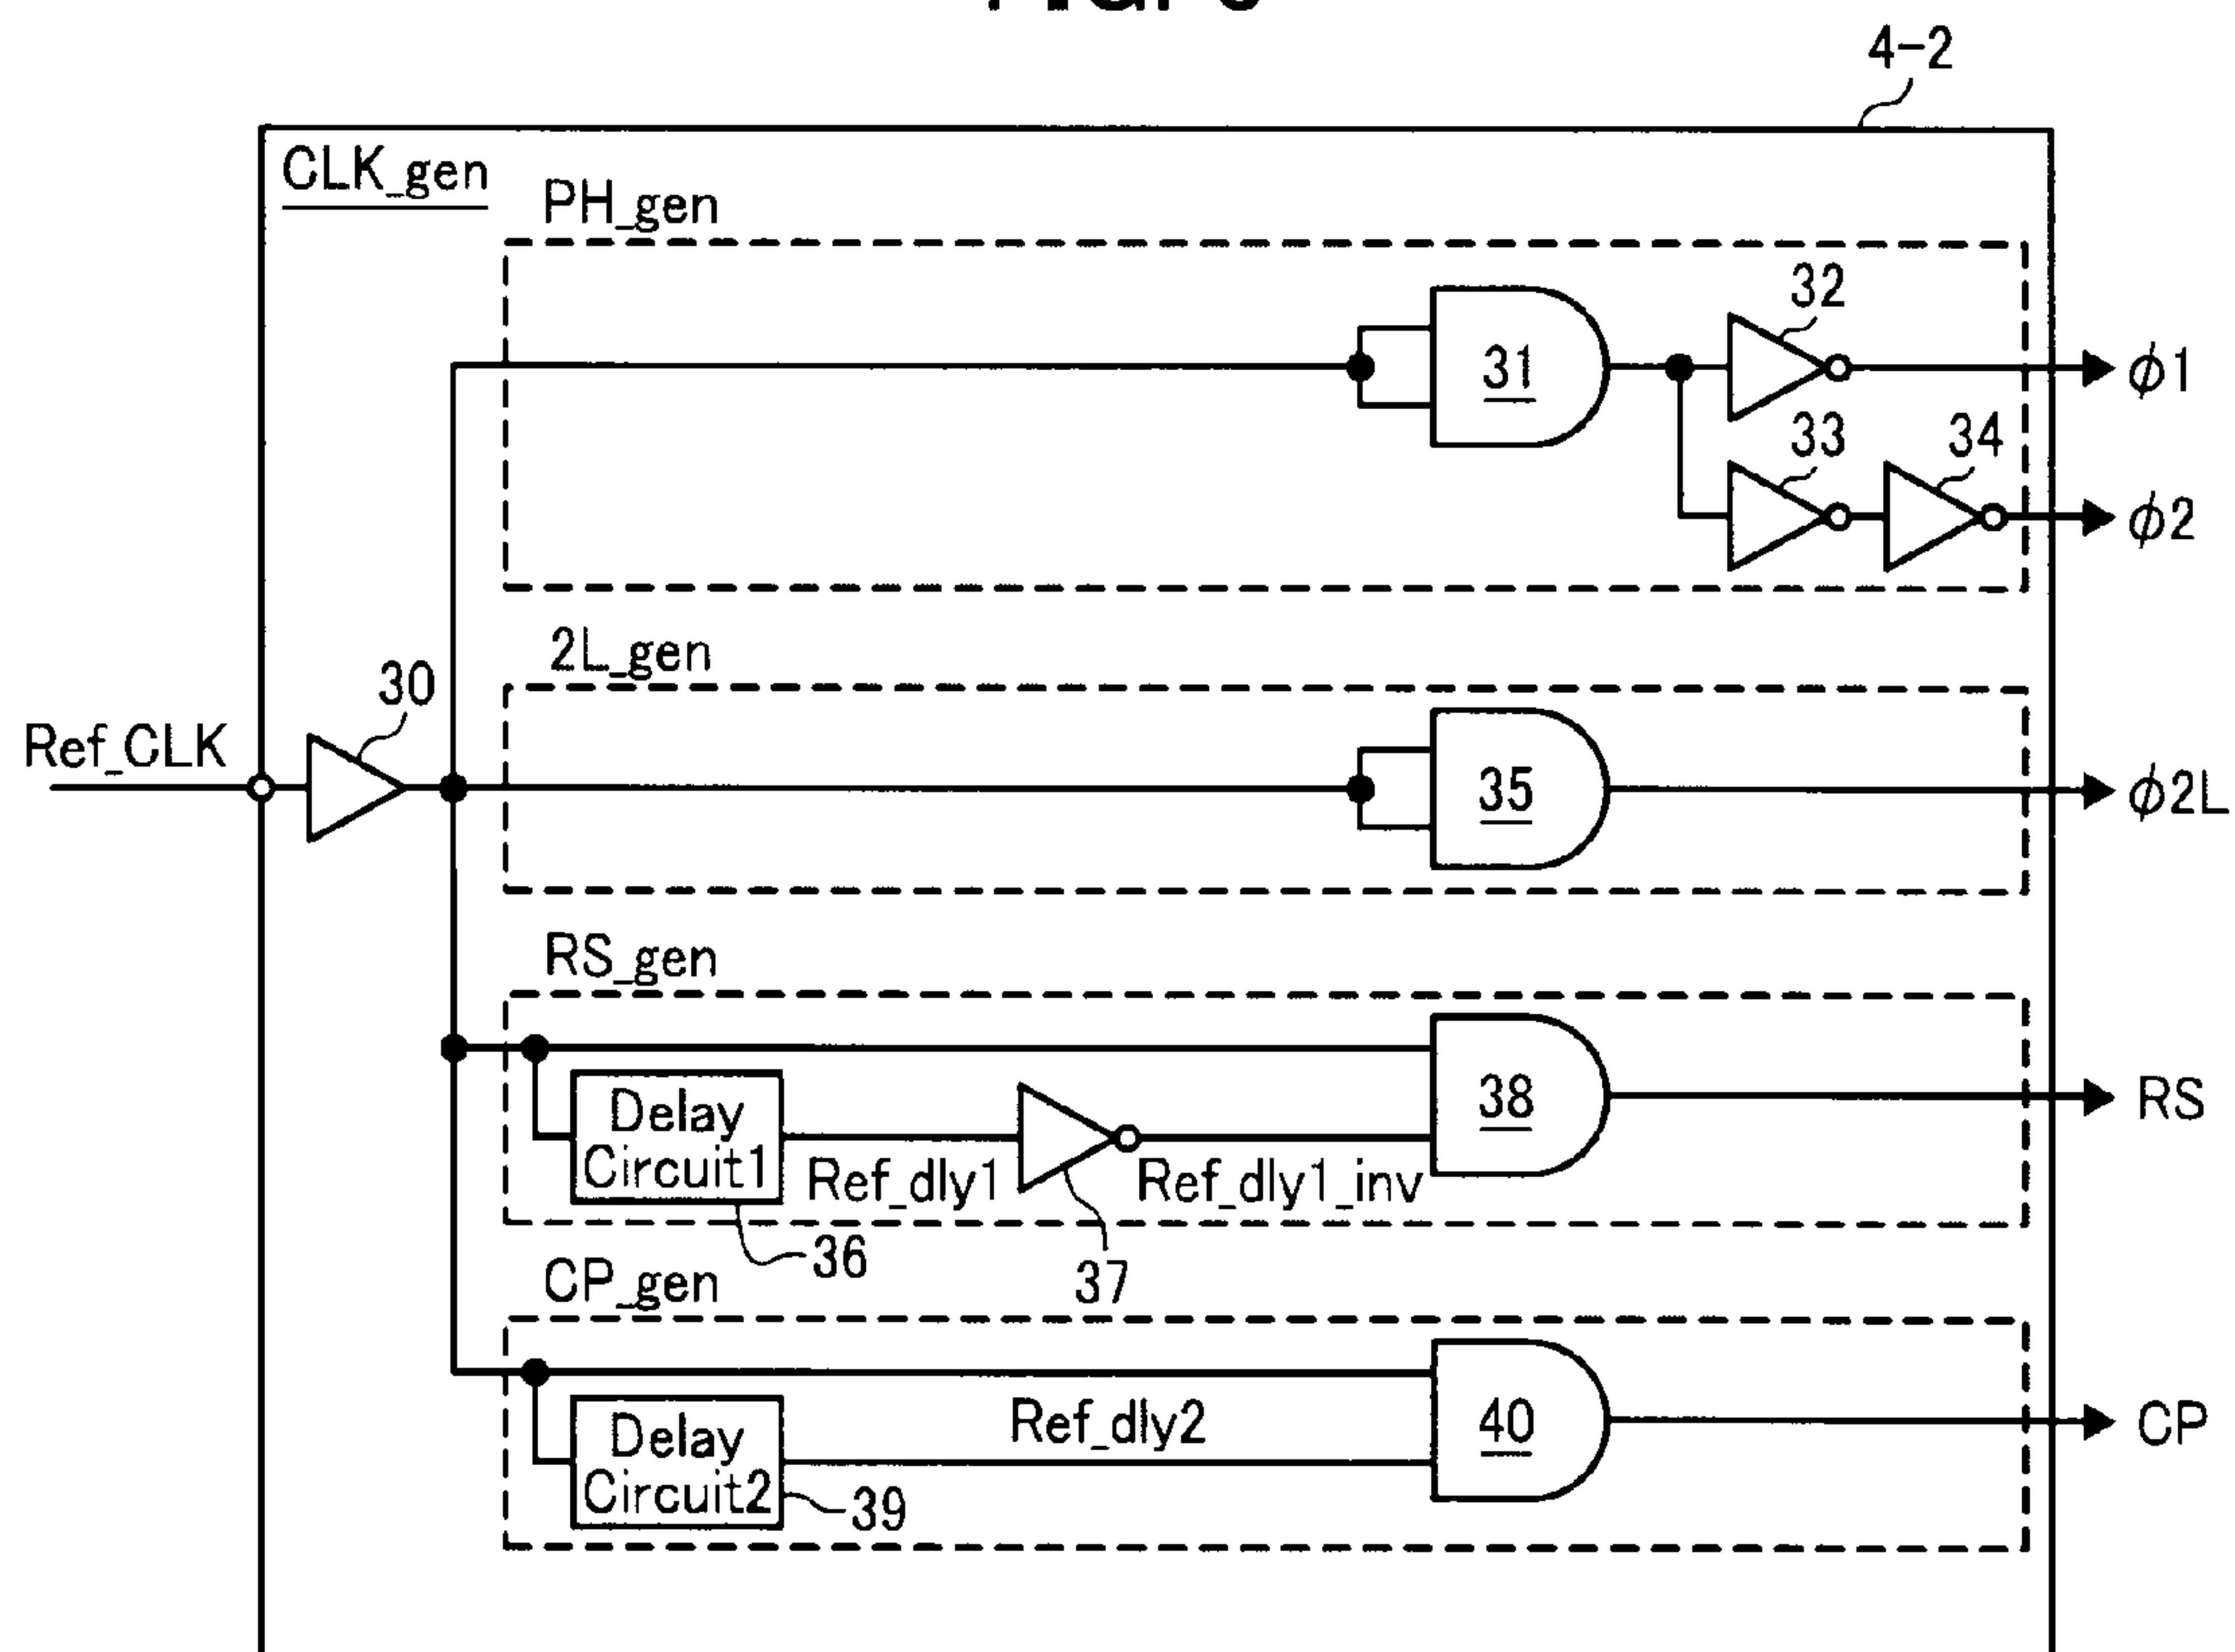 4-2
CLK_gen
PH_gen
32
31
φ1
33
34
φ2
2L_gen
30
Ref_CLK
35
φ2L
RS_gen
38
Delay
Circuit1
RS
Ref_dly1
Ref_dly1_inv
36
37
CP_gen
Delay
Circuit2
Ref_dly2
40
CP
39